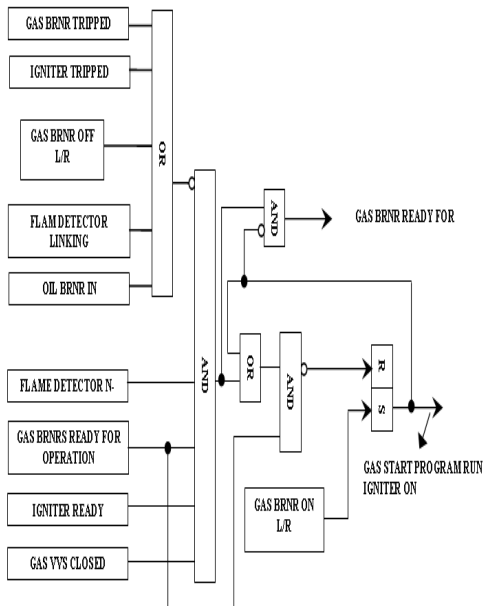 GAS BRNR TRIPPED
IGNITER TRIPPED
GAS BRNR OFF
L/R
OR
FLAM DETECTOR
LINKING
OIL BRNR IN
AND
GAS BRNR READY FOR
FLAME DETECTOR N-
GAS BRNRS READY FOR
OPERATION
IGNITER READY
GAS VVS CLOSED
AND
OR
AND
R
S
GAS BRNR ON
L/R
GAS START PROGRAM RUN
IGNITER ON